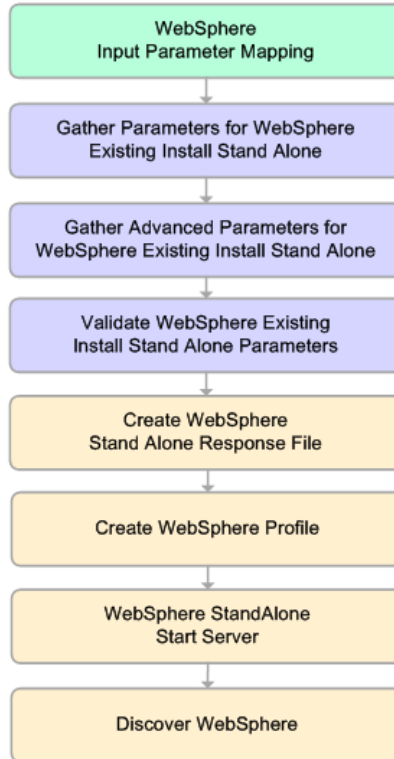 WebSphere
Input Parameter Mapping
Gather Parameters for WebSphere
Existing Install Stand Alone
Gather Advanced Parameters for
WebSphere Existing Install Stand Alone
Validate WebSphere Existing
Install Stand Alone Parameters
Create WebSphere
Stand Alone Response File
Create WebSphere Profile
WebSphere StandAlone
Start Server
Discover WebSphere